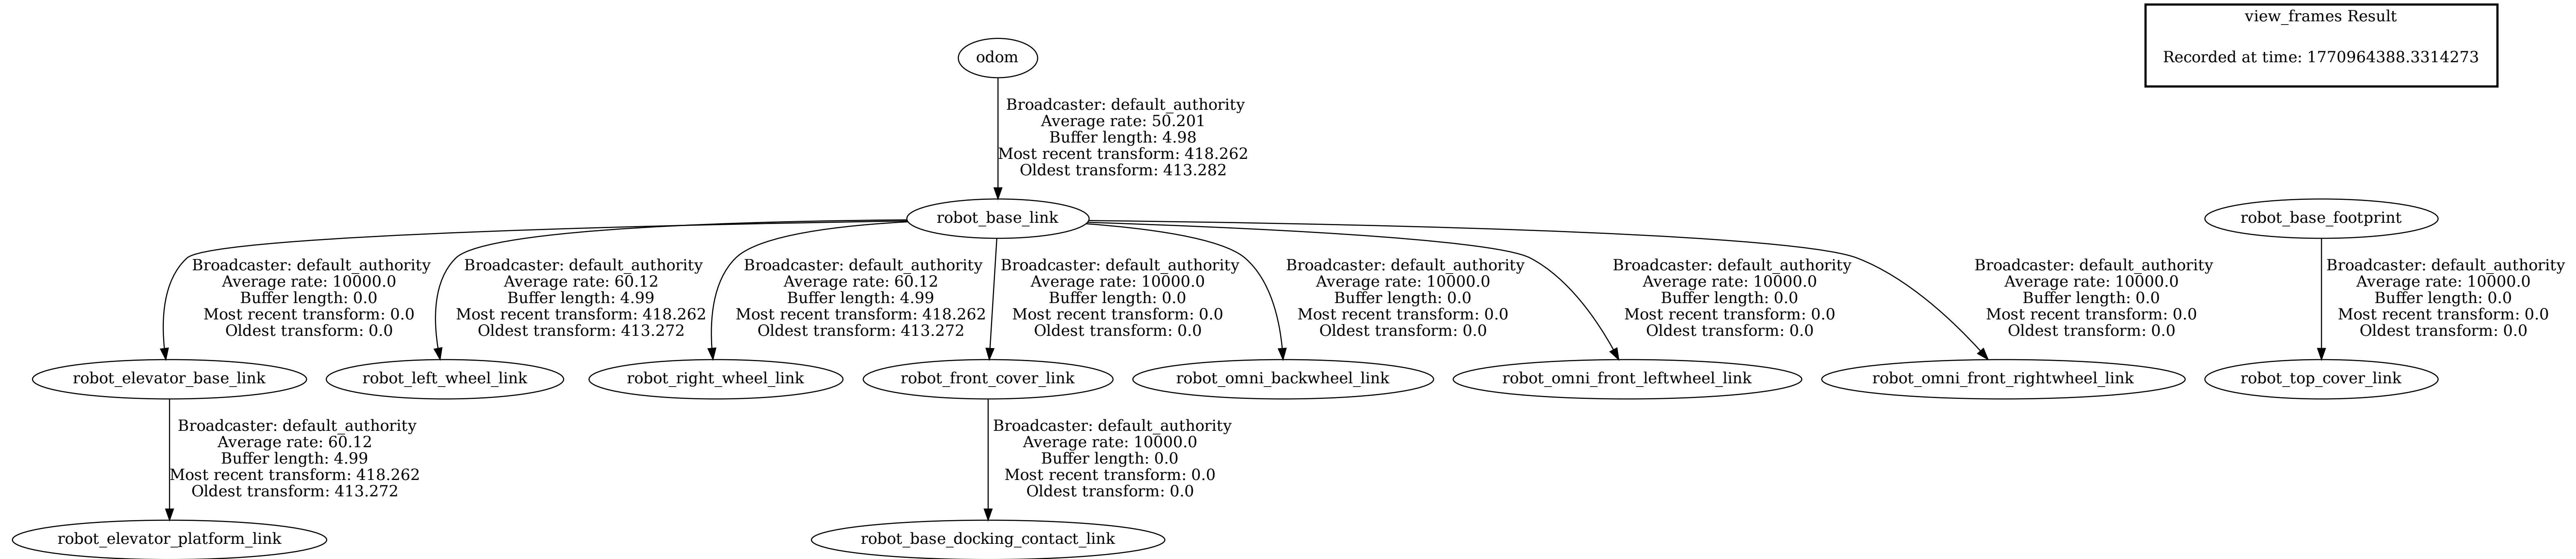 view_frames Result
Recorded at time: 1770964388.3314273
odom
Broadcaster: default_authority
Average rate: 50.201
Buffer length: 4.98
Most recent transform: 418.262
Oldest transform: 413.282
robot_base_link
robot_base_footprint
Broadcaster: default_authority
Average rate: 10000.0
Buffer length: 0.0
Most recent transform: 0.0
Oldest transform: 0.0
Broadcaster: default_authority
Average rate: 60.12
Buffer length: 4.99
Most recent transform: 418.262
Oldest transform: 413.272
Broadcaster: default_authority
Average rate: 60.12
Buffer length: 4.99
Most recent transform: 418.262
Oldest transform: 413.272
Broadcaster: default_authority
Average rate: 10000.0
Buffer length: 0.0
Most recent transform: 0.0
Oldest transform: 0.0
Broadcaster: default_authority
Average rate: 10000.0
Buffer length: 0.0
Most recent transform: 0.0
Oldest transform: 0.0
Broadcaster: default_authority
Average rate: 10000.0
Buffer length: 0.0
Most recent transform: 0.0
Oldest transform: 0.0
Broadcaster: default_authority
Average rate: 10000.0
Buffer length: 0.0
Most recent transform: 0.0
Oldest transform: 0.0
Broadcaster: default_authority
Average rate: 10000.0
Buffer length: 0.0
Most recent transform: 0.0
Oldest transform: 0.0
robot_elevator_base_link
robot_left_wheel_link
robot_right_wheel_link
robot_front_cover_link
robot_omni_backwheel_link
robot_omni_front_leftwheel_link
robot_omni_front_rightwheel_link
robot_top_cover_link
Broadcaster: default_authority
Average rate: 60.12
Buffer length: 4.99
Most recent transform: 418.262
Oldest transform: 413.272
Broadcaster: default_authority
Average rate: 10000.0
Buffer length: 0.0
Most recent transform: 0.0
Oldest transform: 0.0
robot_elevator_platform_link
robot_base_docking_contact_link